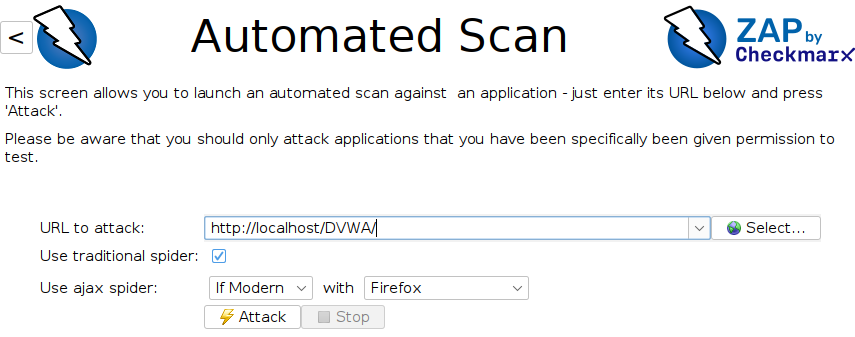 <
Automated Scan
ZAP by
Checkmarx
This screen allows you to launch an automated scan against  an application - just enter its URL below and press
'Attack'.
Please be aware that you should only attack applications that you have been specifically been given permission to
test.
URL to attack: http://localhost/DVWA/ Select...
Use traditional spider:
Use ajax spider: If Modern with Firefox
Attack Stop